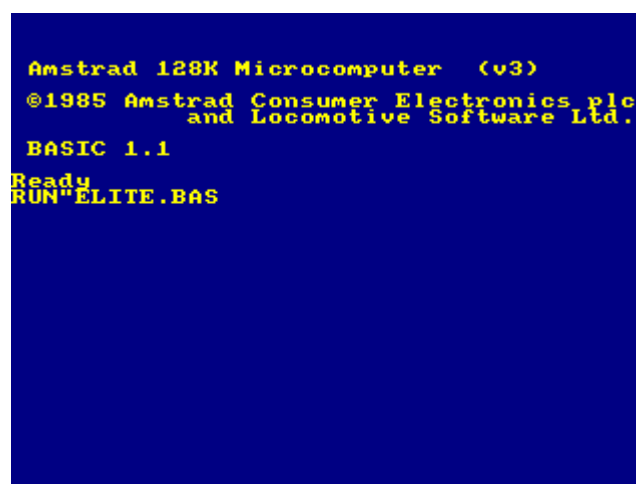 Amstrad 128K Microcomputer (v3)
©1985 Amstrad Consumer Electronics plc
and Locomotive Software Ltd.
BASIC 1.1
Ready
RUN"ELITE.BAS